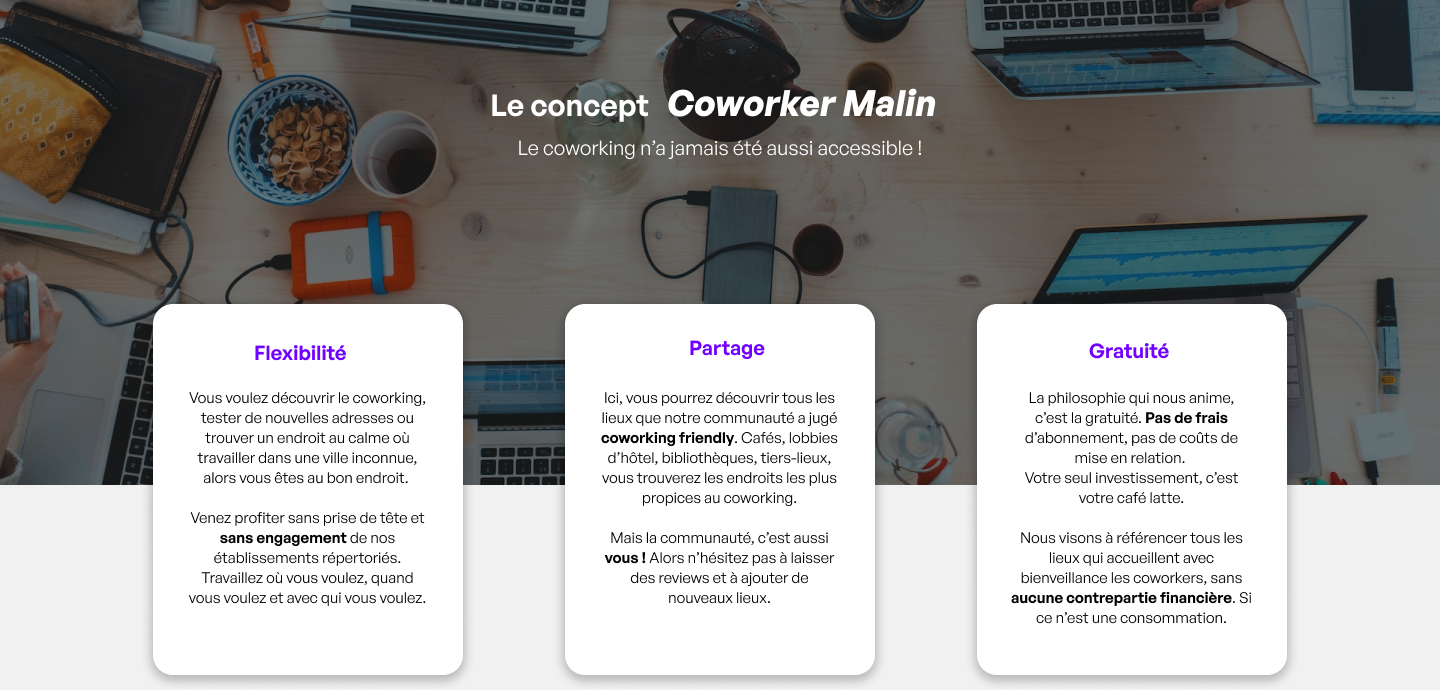 Le concept Coworker Malin
Le coworking n’a jamais été aussi accessible !
Flexibilité
Vous voulez découvrir le coworking,
tester de nouvelles adresses ou
trouver un endroit au calme où
travailler dans une ville inconnue,
alors vous êtes au bon endroit.
Venez profiter sans prise de tête et
sans engagement de nos
établissements répertoriés.
Travaillez où vous voulez, quand
vous voulez et avec qui vous voulez.
Partage
Ici, vous pourrez découvrir tous les
lieux que notre communauté a jugé
coworking friendly. Cafés, lobbies
d’hôtel, bibliothèques, tiers-lieux,
vous trouverez les endroits les plus
propices au coworking.
Mais la communauté, c’est aussi
vous ! Alors n’hésitez pas à laisser
des reviews et à ajouter de
nouveaux lieux.
Gratuité
La philosophie qui nous anime,
c’est la gratuité. Pas de frais
d’abonnement, pas de coûts de
mise en relation.
Votre seul investissement, c’est
votre café latte.
Nous visons à référencer tous les
lieux qui accueillent avec
bienveillance les coworkers, sans
aucune contrepartie financière. Si
ce n’est une consommation.